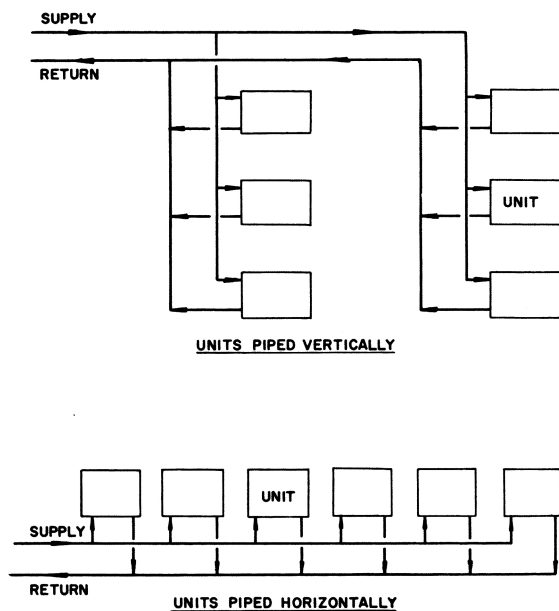 SUPPLY
RETURN
UNIT
UNITS PIPED VERTICALLY
UNIT
SUPPLY
RETURN
UNITS PIPED HORIZONTALLY